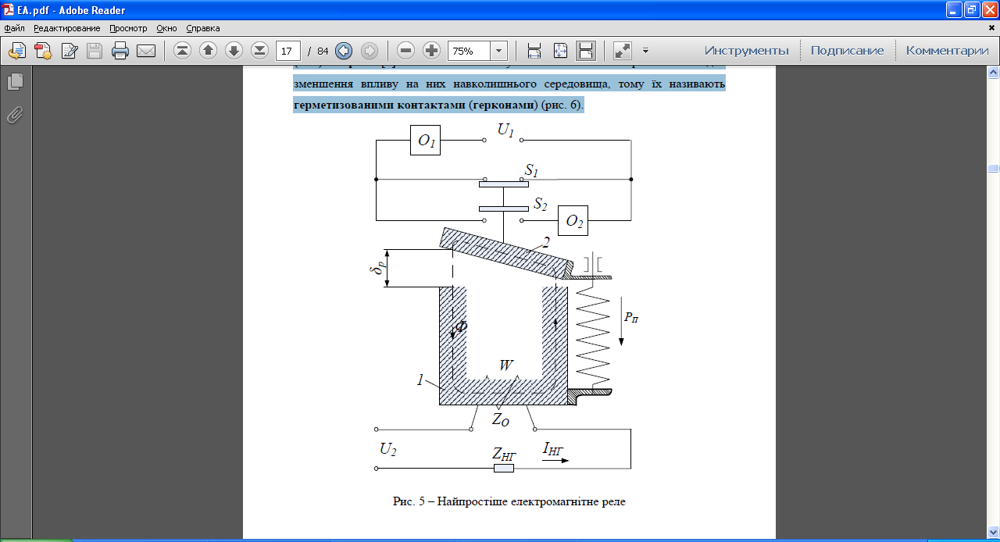 EA.pdf - Adobe Reader
Файл Редактирование Просмотр Окно Справка
17 / 84 75% Инструменты Подписание Комментарии
зменшення впливу на них навколишнього середовища, тому їх називають
герметизованими контактами (герконами) (рис. 6).
U1
O1
S1
S2
O2
2
δр
Pп
Ф
W
1
ZO
U2
ZНГ
IНГ
Рис. 5 – Найпростіше електромагнітне реле